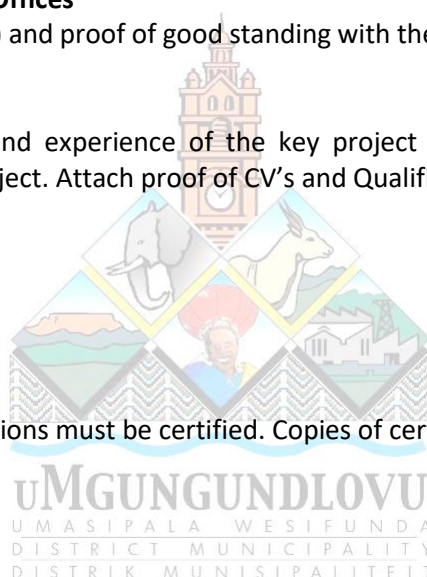 Offices
and proof of good standing with the
nd experience of the key project
ject. Attach proof of CV's and Qualifi
ions must be certified. Copies of cer
UMGUNGUNDLOVU
UMASIPALA WESIFUNDA
DISTRICT MUNICIPALITY
DISTRIK MUNISIPALITEIT